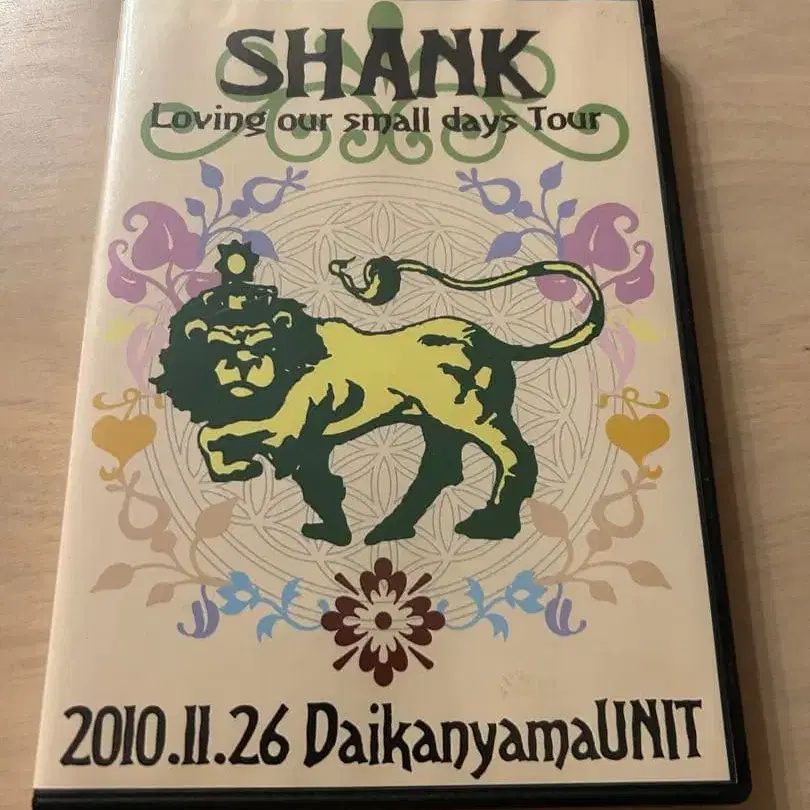 SHANK
Loving our small days Tour
2010.11.26 DaikanyamaUNIT